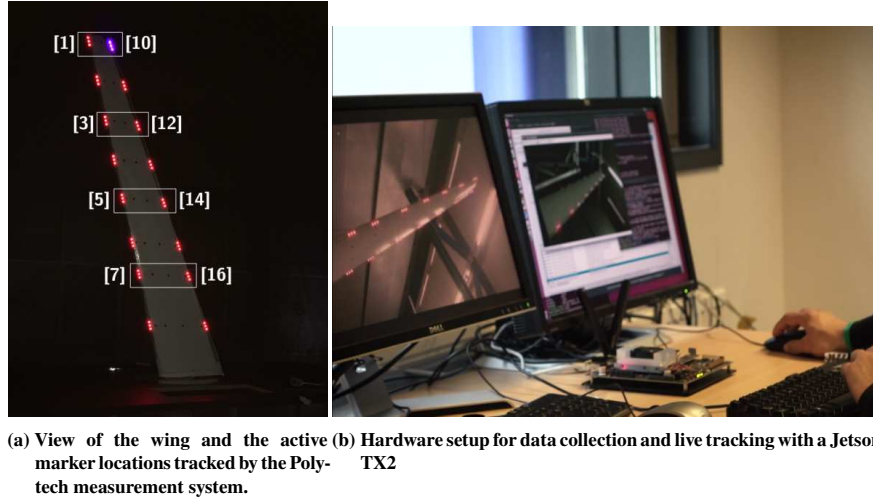 [1] [10]
[3] [12]
[5] [14]
[7] [16]
DELL
(a) View of the wing and the active
marker locations tracked by the Poly-
tech measurement system.
(b) Hardware setup for data collection and live tracking with a Jetson
TX2